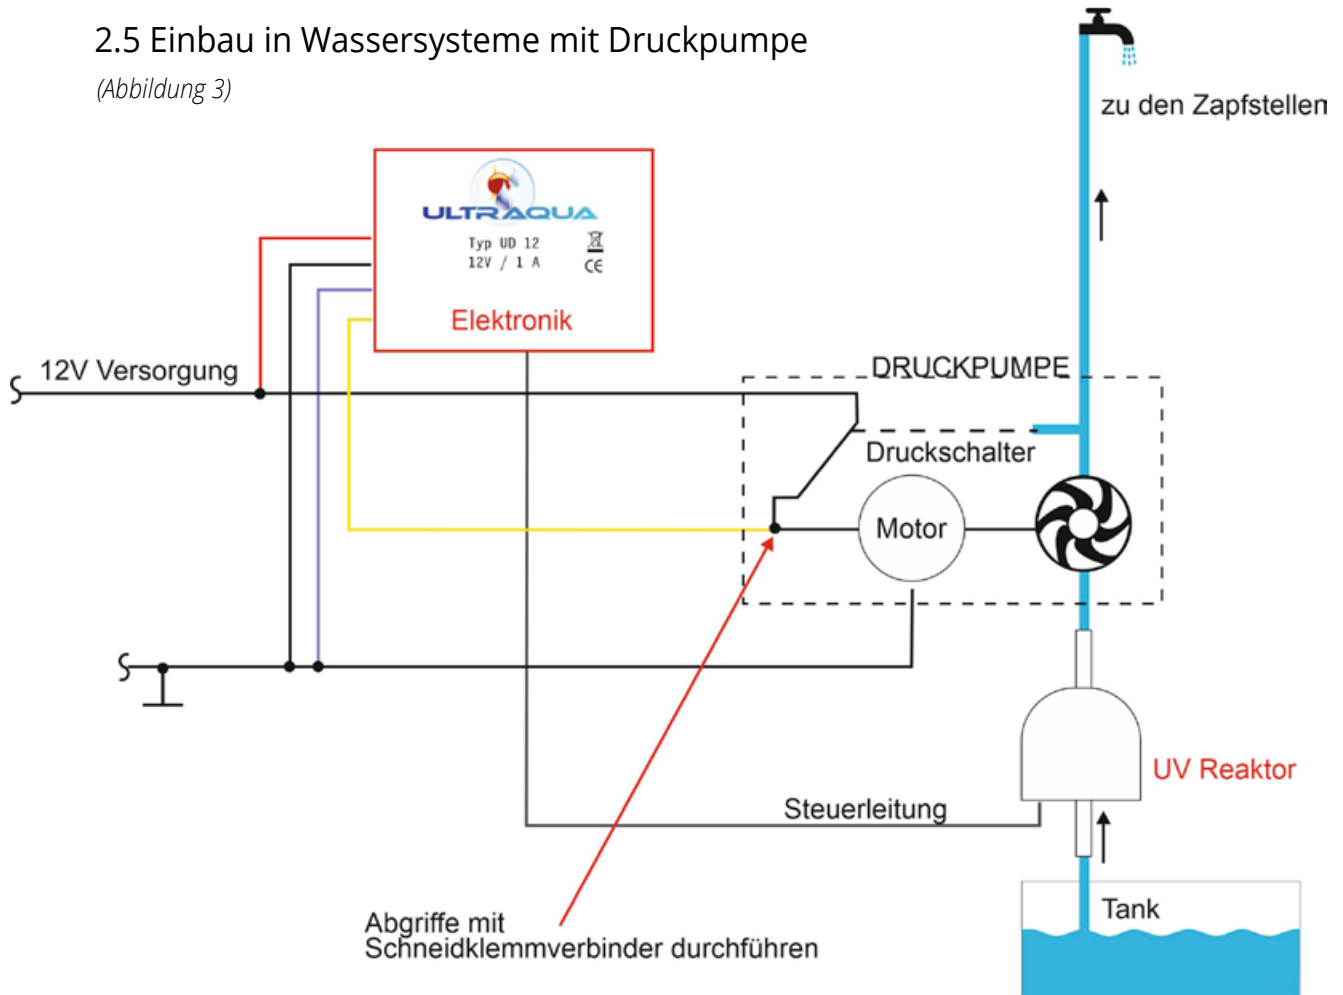 2.5 Einbau in Wassersysteme mit Druckpumpe
(Abbildung 3)
zu den Zapfstellen
ULTRAQUA
Typ UD 12
12V / 1 A
CE
Elektronik
12V Versorgung
DRUCKPUMPE
Druckschalter
Motor
UV Reaktor
Steuerleitung
Tank
Abgriffe mit
Schneidklemmverbinder durchführen